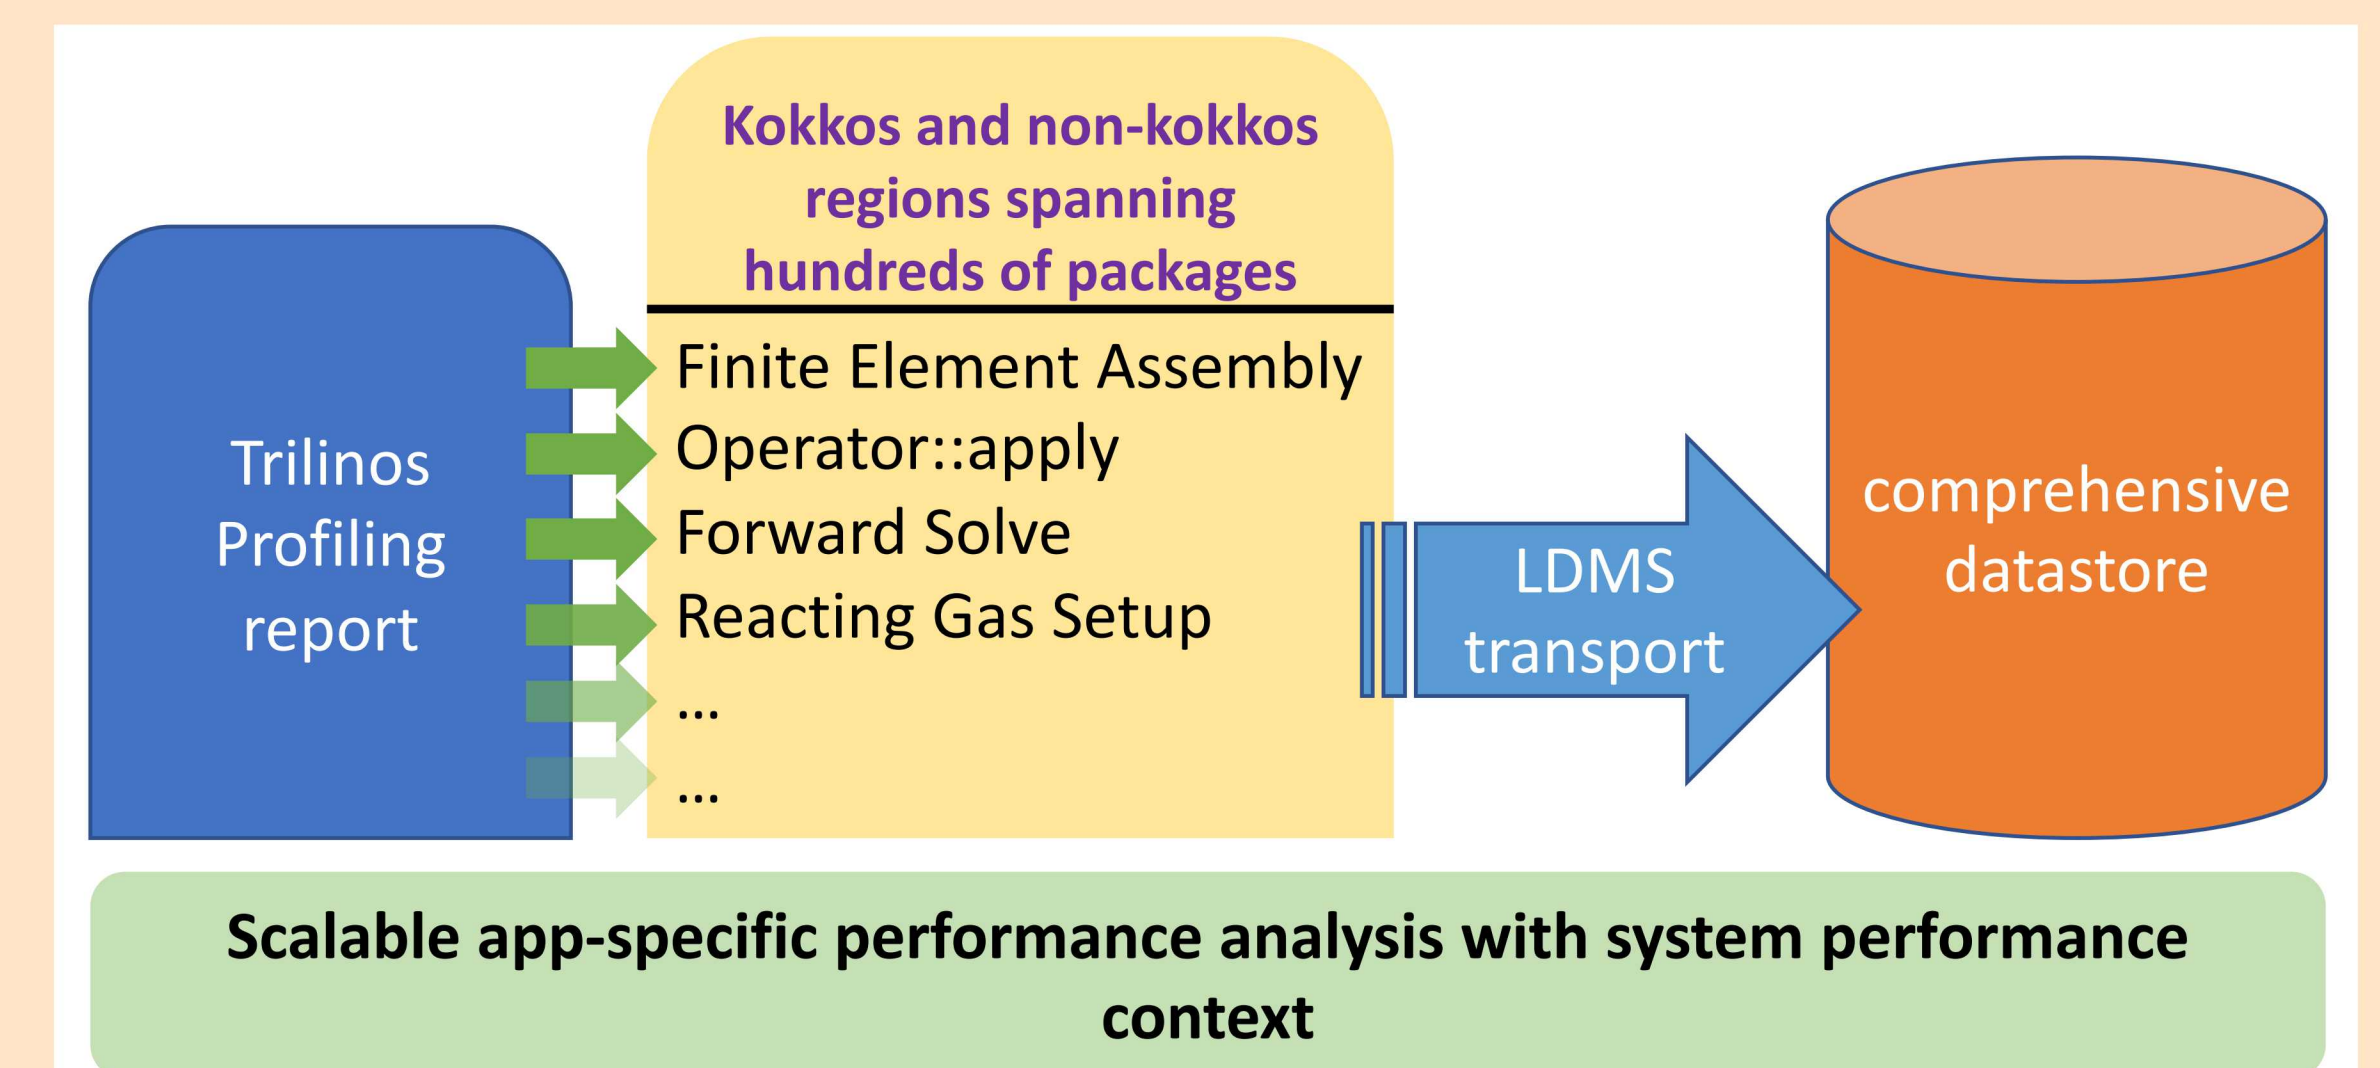 Trilinos
Profiling
report
Kokkos and non-kokkos
regions spanning
hundreds of packages
Finite Element Assembly
Operator::apply
Forward Solve
Reacting Gas Setup
...
...
LDMS
transport
comprehensive
datastore
Scalable app-specific performance analysis with system performance
context